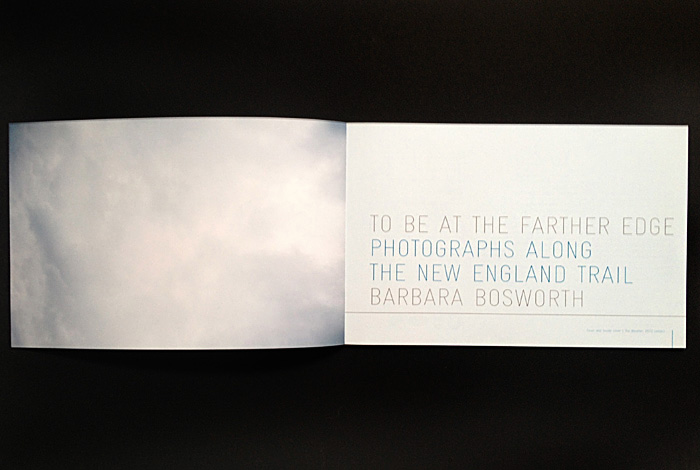 TO BE AT THE FARTHER EDGE
PHOTOGRAPHS ALONG
THE NEW ENGLAND TRAIL
BARBARA BOSWORTH